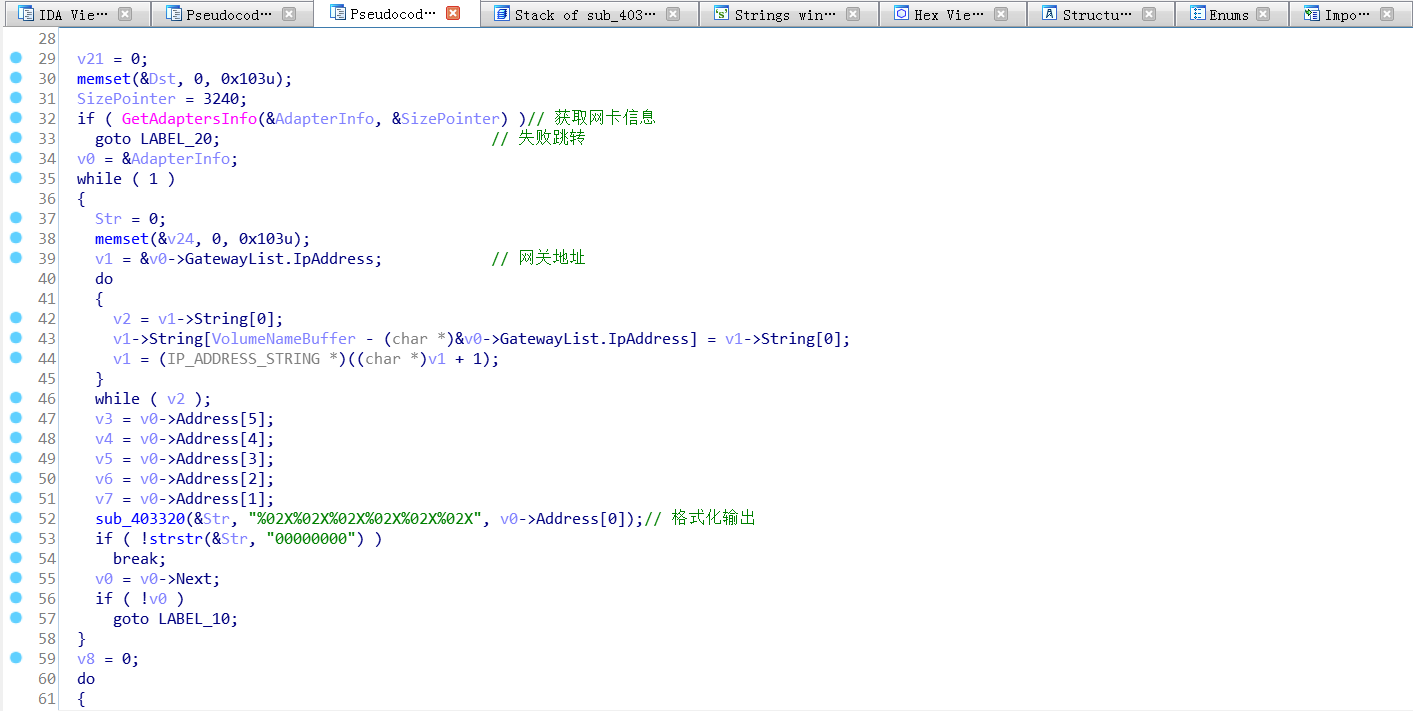 IDA Vie… Pseudocod… Pseudocod… Stack of sub_403… Strings win… Hex Vie… Structu… Enums Impo…
28
29 v21 = 0;
30 memset(&Dst, 0, 0x103u);
31 SizePointer = 3240;
32 if ( GetAdaptersInfo(&AdapterInfo, &SizePointer) )// 获取网卡信息
33 goto LABEL_20; // 失败跳转
34 v0 = &AdapterInfo;
35 while ( 1 )
36 {
37 Str = 0;
38 memset(&v24, 0, 0x103u);
39 v1 = &v0->GatewayList.IpAddress; // 网关地址
40 do
41 {
42 v2 = v1->String[0];
43 v1->String[VolumeNameBuffer - (char *)&v0->GatewayList.IpAddress] = v1->String[0];
44 v1 = (IP_ADDRESS_STRING *)((char *)v1 + 1);
45 }
46 while ( v2 );
47 v3 = v0->Address[5];
48 v4 = v0->Address[4];
49 v5 = v0->Address[3];
50 v6 = v0->Address[2];
51 v7 = v0->Address[1];
52 sub_403320(&Str, "%02X%02X%02X%02X%02X%02X", v0->Address[0]);// 格式化输出
53 if ( !strstr(&Str, "00000000") )
54 break;
55 v0 = v0->Next;
56 if ( !v0 )
57 goto LABEL_10;
58 }
59 v8 = 0;
60 do
61 {